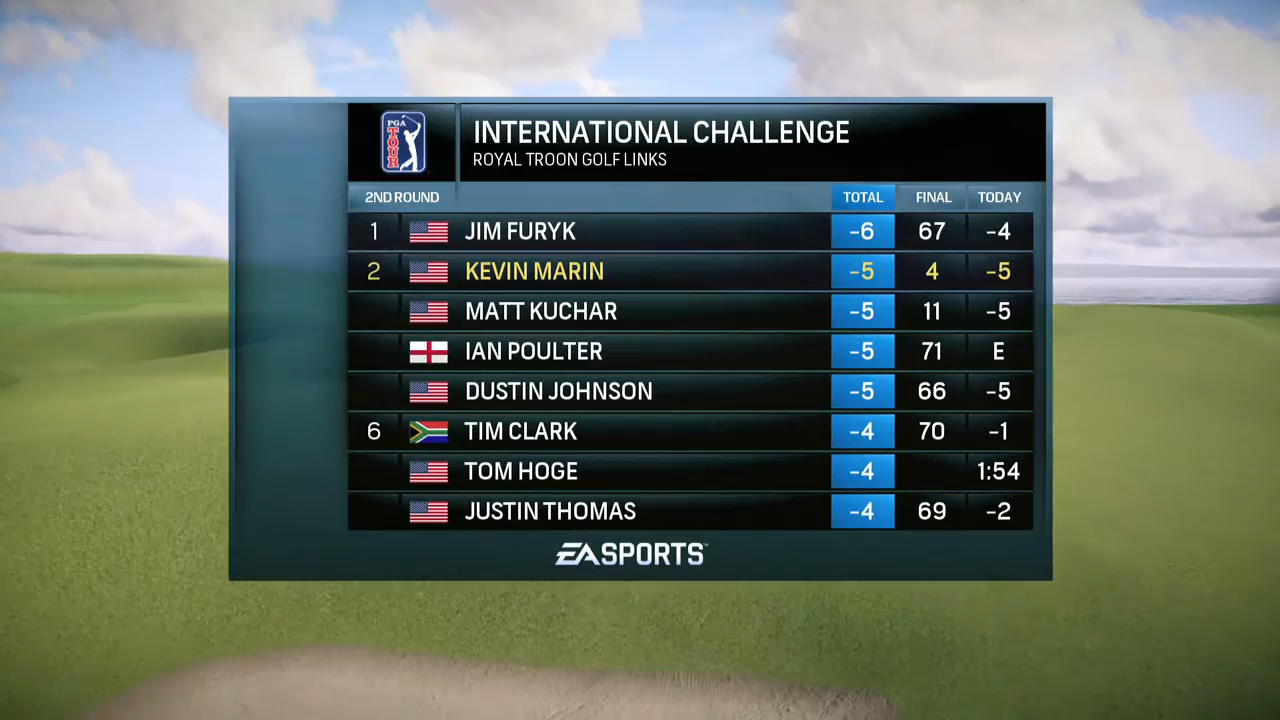 PGA TOUR
INTERNATIONAL CHALLENGE
ROYAL TROON GOLF LINKS
2ND ROUND TOTAL FINAL TODAY
1 JIM FURYK -6 67 -4
2 KEVIN MARIN -5 4 -5
MATT KUCHAR -5 11 -5
IAN POULTER -5 71 E
DUSTIN JOHNSON -5 66 -5
6 TIM CLARK -4 70 -1
TOM HOGE -4 1:54
JUSTIN THOMAS -4 69 -2
EA SPORTS™